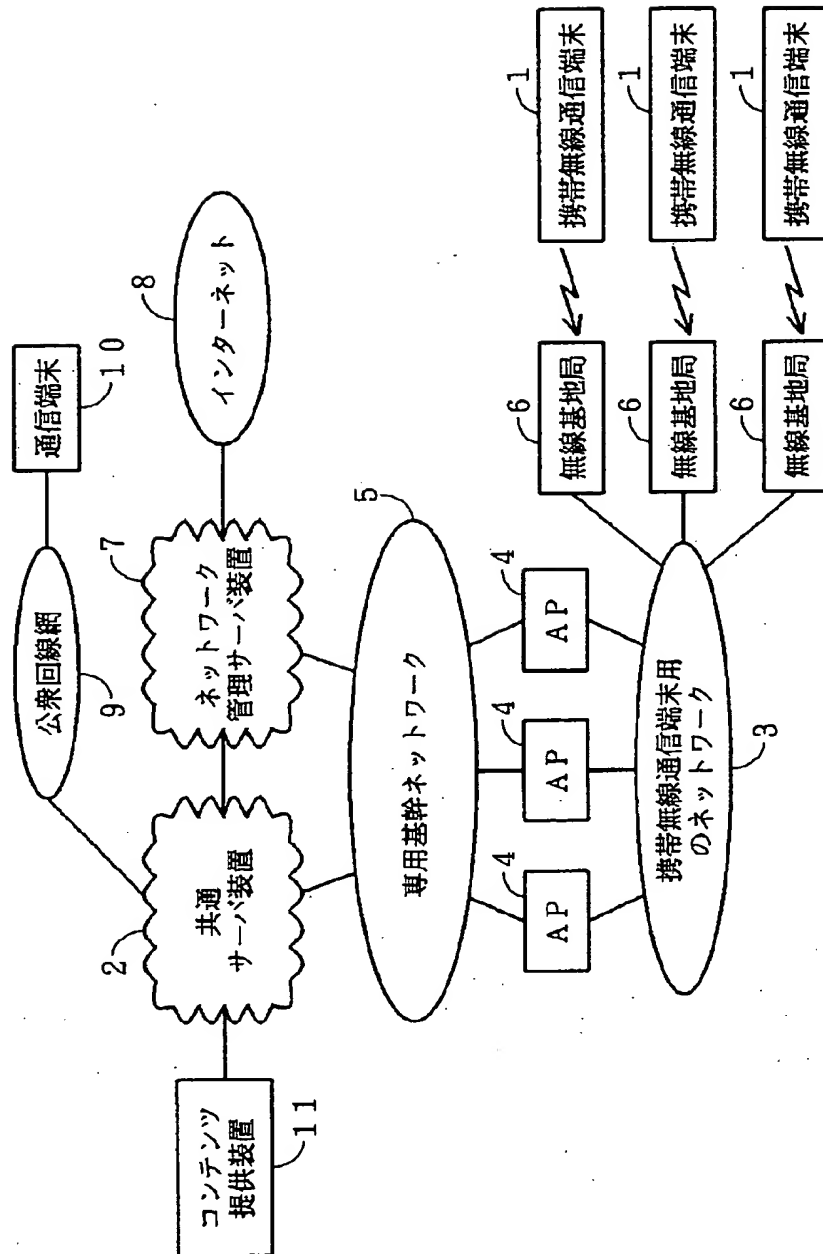 通信端末
10
公衆回線網
9
インターネット
8
ネットワーク
管理サーバ装置
7
共通
サーバ装置
2
コンテンツ
提供装置
11
専用基幹ネットワーク
5
AP
4
AP
4
AP
4
携帯無線通信端末用
のネットワーク
3
無線基地局
6
無線基地局
6
無線基地局
6
携帯無線通信端末
1
携帯無線通信端末
1
携帯無線通信端末
1